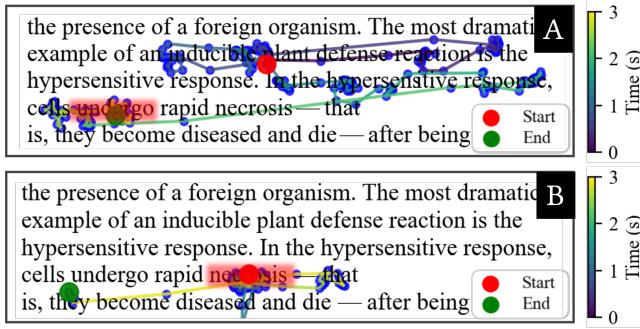 the presence of a foreign organism. The most dramati
A
example of an inducible plant defense reaction is the
hypersensitive response. In the hypersensitive response,
cells undergo rapid necrosis — that
is, they become diseased and die — after being
Start
End
3
2
1
0
Time (s)
the presence of a foreign organism. The most dramatic
B
example of an inducible plant defense reaction is the
hypersensitive response. In the hypersensitive response,
cells undergo rapid necrosis — that
is, they become diseased and die — after being
Start
End
3
2
1
0
Time (s)